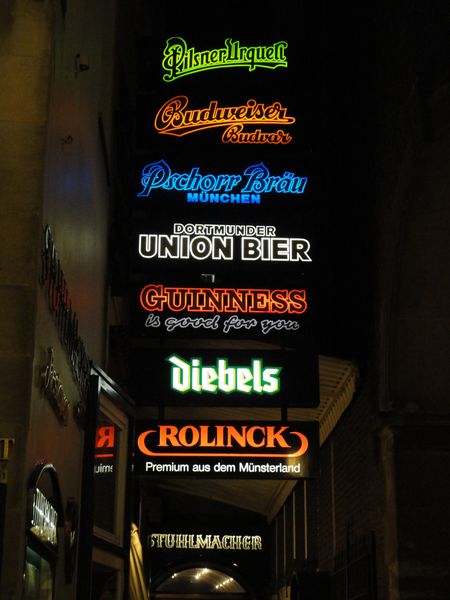 Pilsner Urquell
Budweiser
Budvar
Pschorr Bräu
MÜNCHEN
DORTMUNDER
UNION BIER
GUINNESS
is good for you
Diebels
ROLINCK
Premium aus dem Münsterland
STUHLMACHER